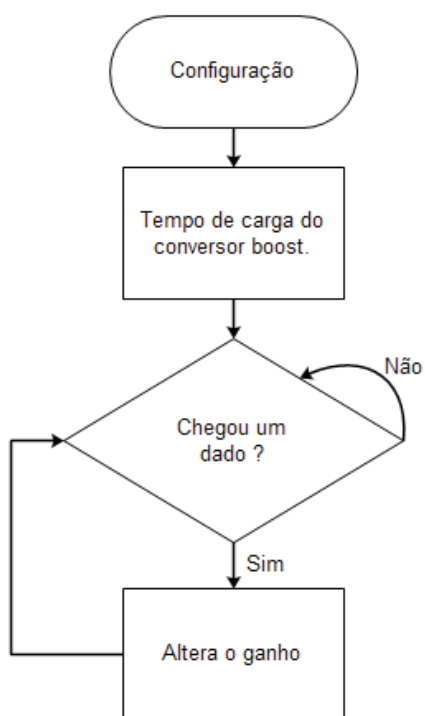 Configuração
Tempo de carga do
conversor boost.
Não
Chegou um
dado ?
Sim
Altera o ganho